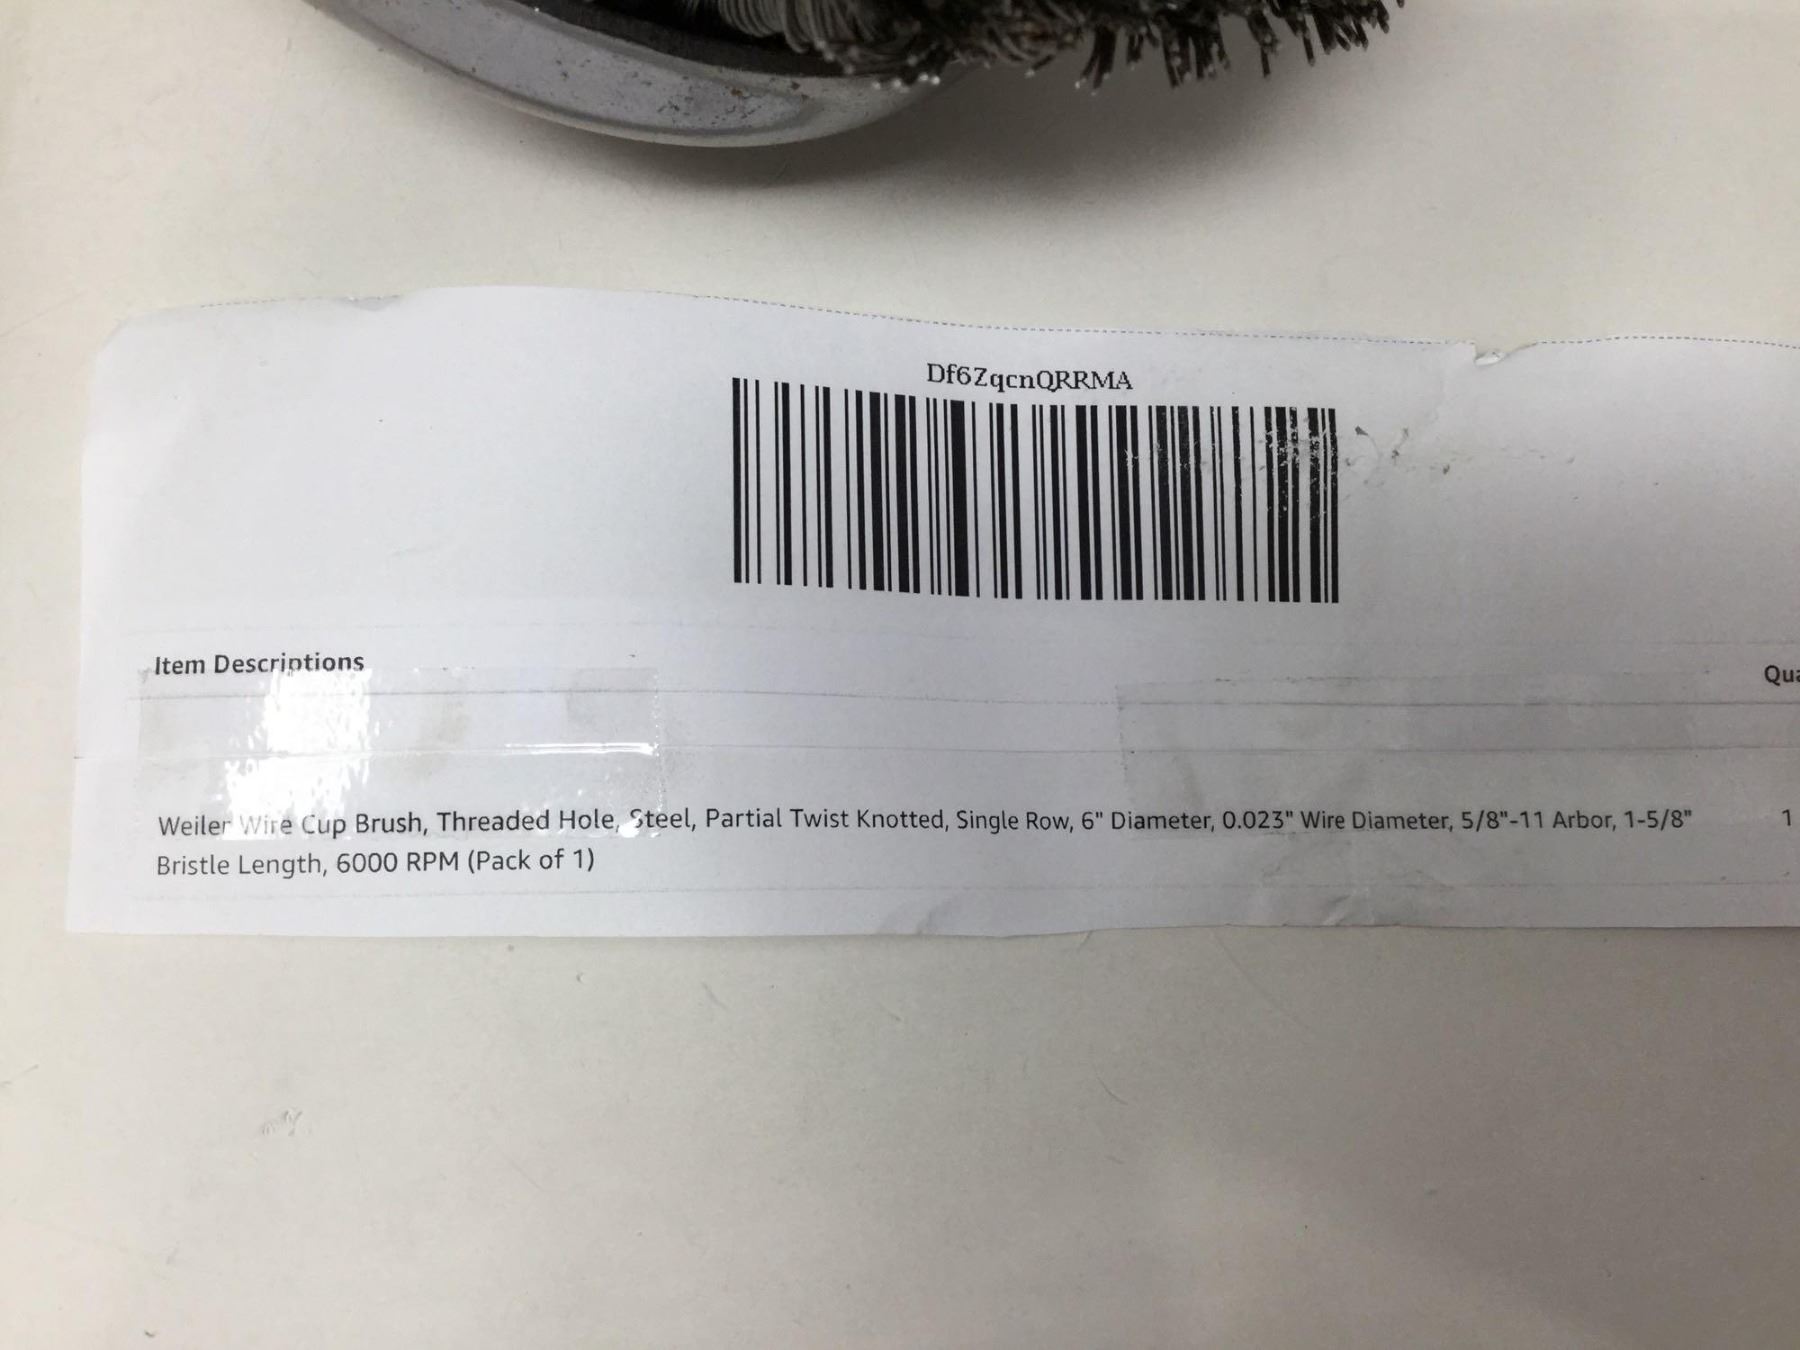 Df6ZqcnQRRMA
Item Descriptions
Qua
Weiler Wire Cup Brush, Threaded Hole, Steel, Partial Twist Knotted, Single Row, 6" Diameter, 0.023" Wire Diameter, 5/8"-11 Arbor, 1-5/8" 1
Bristle Length, 6000 RPM (Pack of 1)